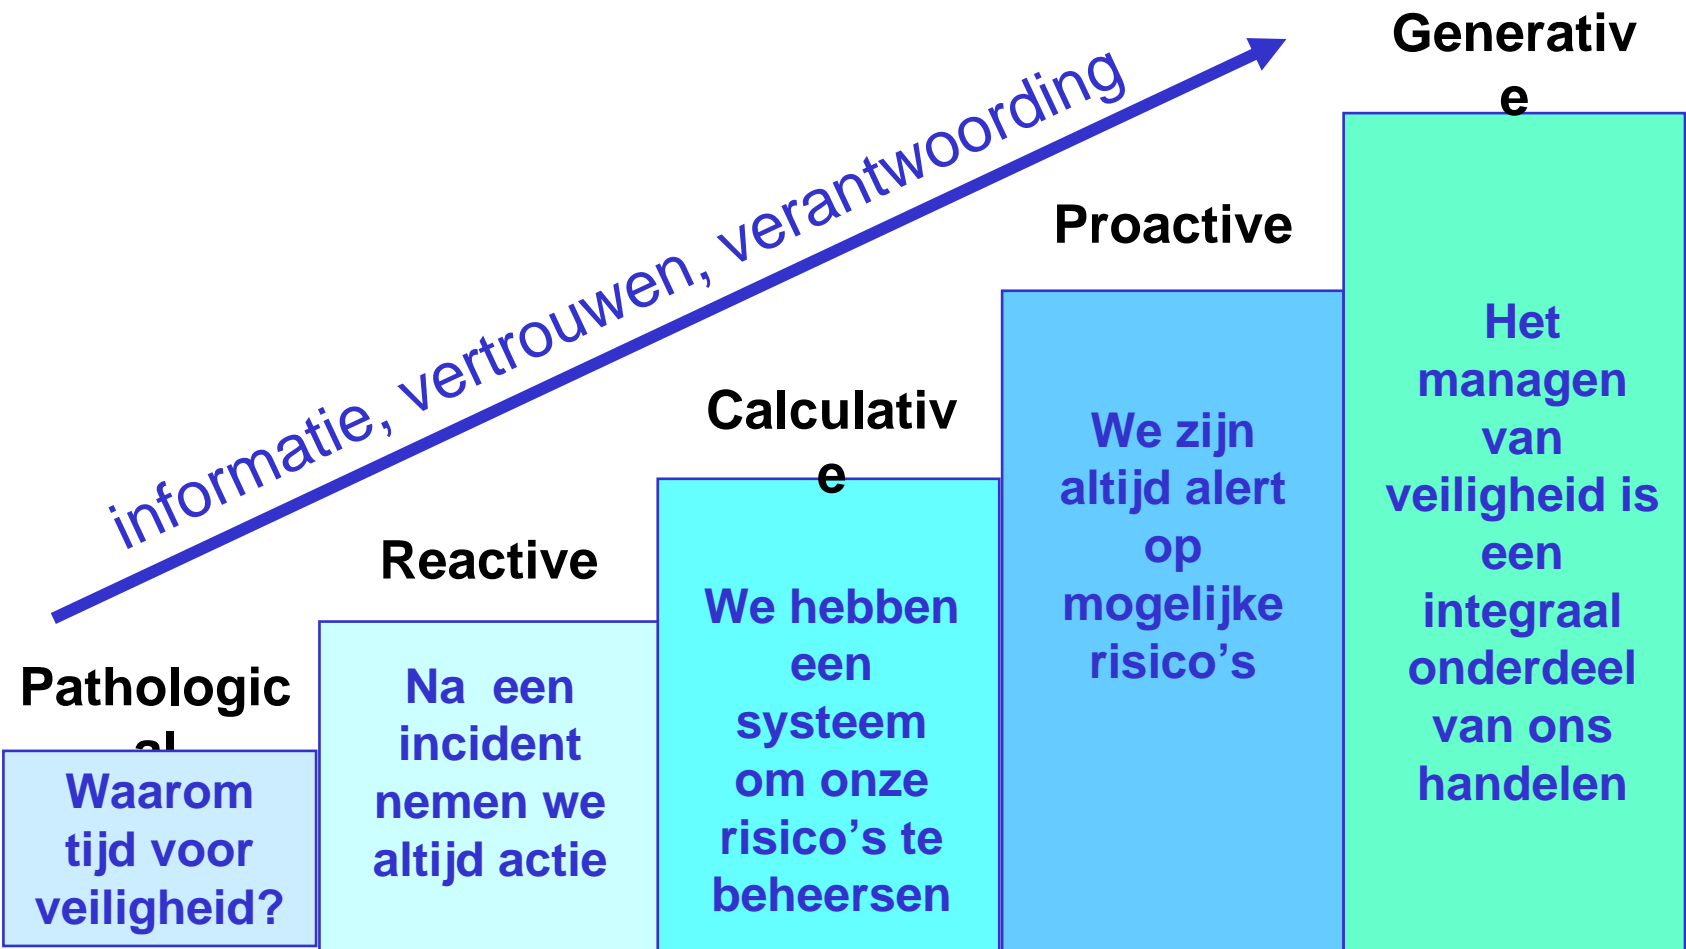 informatie, vertrouwen, verantwoording
Pathologic
al
Waarom
tijd voor
veiligheid?
Reactive
Na  een
incident
nemen we
altijd actie
Calculativ
e
We hebben
een
systeem
om onze
risico’s te
beheersen
Proactive
We zijn
altijd alert
op
mogelijke
risico’s
Generativ
e
Het
managen
van
veiligheid is
een
integraal
onderdeel
van ons
handelen